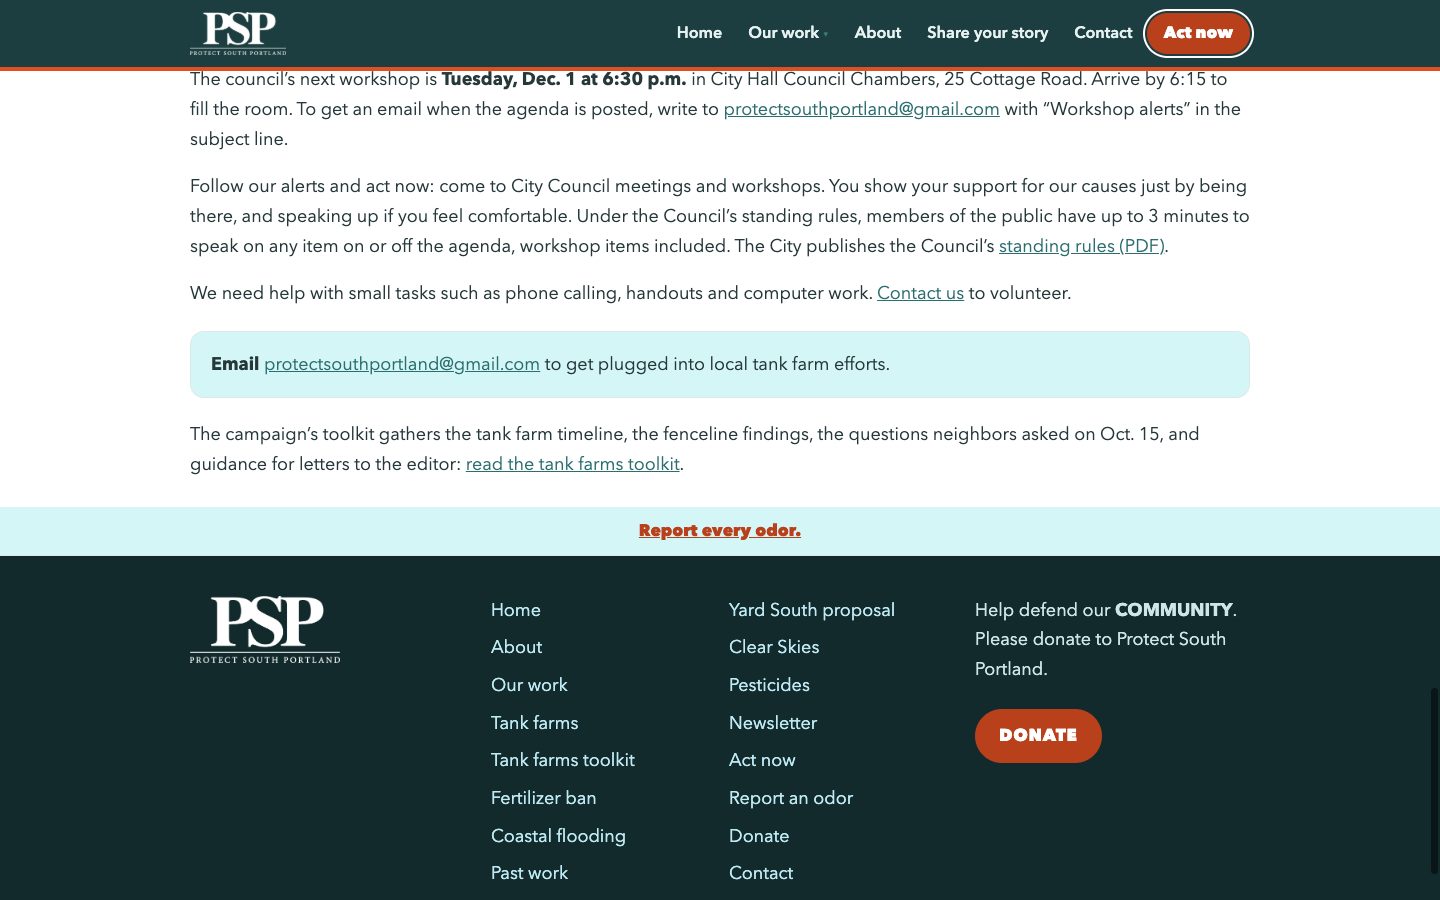 PSP
PROTECT SOUTH PORTLAND
Home
Our work
About
Share your story
Contact
Act now
The council’s next workshop is Tuesday, Dec. 1 at 6:30 p.m. in City Hall Council Chambers, 25 Cottage Road. Arrive by 6:15 to
fill the room. To get an email when the agenda is posted, write to protectsouthportland@gmail.com with “Workshop alerts” in the
subject line.
Follow our alerts and act now: come to City Council meetings and workshops. You show your support for our causes just by being
there, and speaking up if you feel comfortable. Under the Council’s standing rules, members of the public have up to 3 minutes to
speak on any item on or off the agenda, workshop items included. The City publishes the Council’s standing rules (PDF).
We need help with small tasks such as phone calling, handouts and computer work. Contact us to volunteer.
Email protectsouthportland@gmail.com to get plugged into local tank farm efforts.
The campaign’s toolkit gathers the tank farm timeline, the fenceline findings, the questions neighbors asked on Oct. 15, and
guidance for letters to the editor: read the tank farms toolkit.
Report every odor.
PSP
PROTECT SOUTH PORTLAND
Home
About
Our work
Tank farms
Tank farms toolkit
Fertilizer ban
Coastal flooding
Past work
Yard South proposal
Clear Skies
Pesticides
Newsletter
Act now
Report an odor
Donate
Contact
Help defend our COMMUNITY.
Please donate to Protect South
Portland.
DONATE